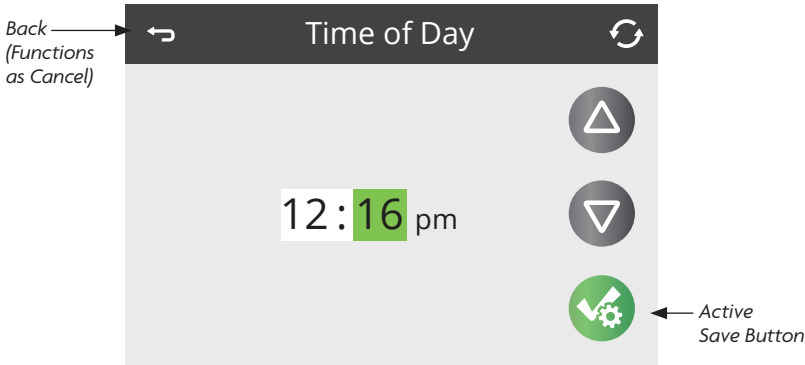 Back
(Functions
as Cancel)
Time of Day
12:16 pm
Active
Save Button